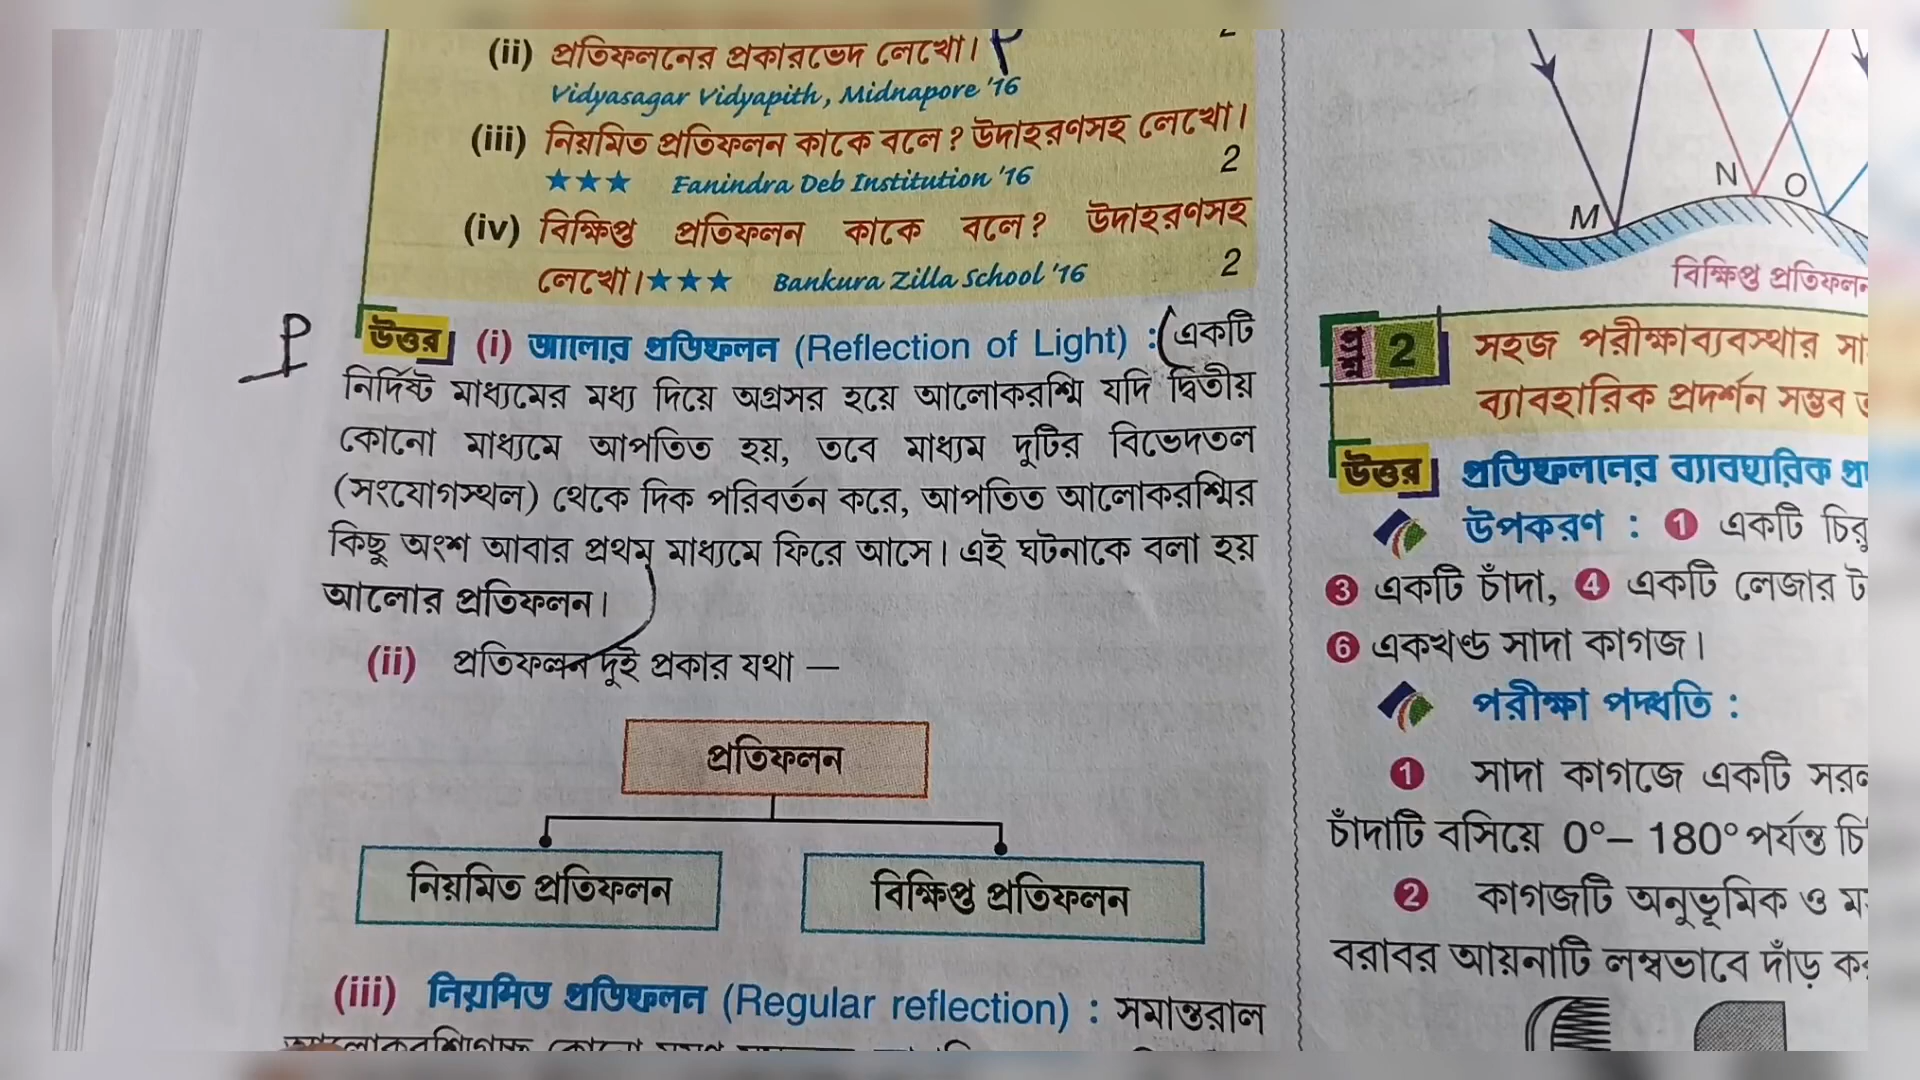 (ii) প্রতিফলনের প্রকারভেদ লেখো। P
Vidyasagar Vidyapith, Midnapore '16
(iii) নিয়মিত প্রতিফলন কাকে বলে? উদাহরণসহ লেখো।
2
★★★ Fanindra Deb Institution '16
(iv) বিক্ষিপ্ত প্রতিফলন কাকে বলে? উদাহরণসহ
লেখো।★★★ Bankura Zilla School '16 2
P
উত্তর (i) আলোর প্রতিফলন (Reflection of Light) : (একটি
নির্দিষ্ট মাধ্যমের মধ্য দিয়ে অগ্রসর হয়ে আলোকরশ্মি যদি দ্বিতীয়
কোনো মাধ্যমে আপতিত হয়, তবে মাধ্যম দুটির বিভেদতল
(সংযোগস্থল) থেকে দিক পরিবর্তন করে, আপতিত আলোকরশ্মির
কিছু অংশ আবার প্রথম মাধ্যমে ফিরে আসে। এই ঘটনাকে বলা হয়
আলোর প্রতিফলন।
(ii) প্রতিফলন দুই প্রকার যথা —
প্রতিফলন
নিয়মিত প্রতিফলন
বিক্ষিপ্ত প্রতিফলন
(iii) নিয়মিত প্রতিফলন (Regular reflection) : সমান্তরাল
M N O
বিক্ষিপ্ত প্রতিফলন
প্রশ্ন 2 সহজ পরীক্ষাব্যবস্থার
ব্যাবহারিক প্রদর্শন সম্ভব
উত্তর প্রতিফলনের ব্যাবহারিক
উপকরণ : 1 একটি
3 একটি চাঁদা, 4 একটি লেজার
6 একখণ্ড সাদা কাগজ।
পরীক্ষা পদ্ধতি :
1 সাদা কাগজে একটি
চাঁদাটি বসিয়ে 0°– 180° পর্যন্ত
2 কাগজটি অনুভূমিক ও
বরাবর আয়নাটি লম্বভাবে দাঁড়